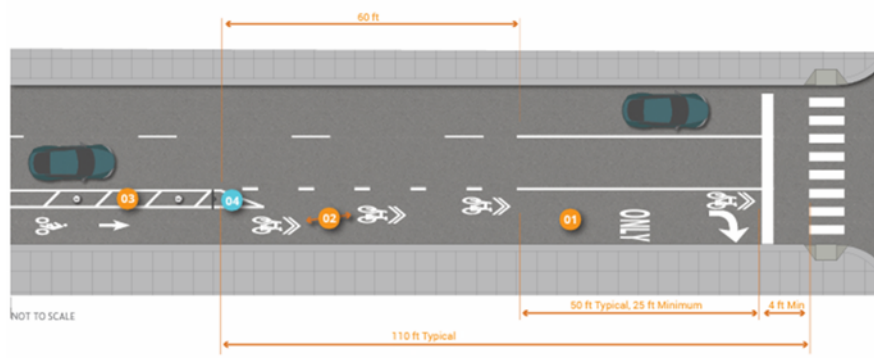 60 ft
03
04
02
01
ONLY
NOT TO SCALE
50 ft Typical, 25 ft Minimum
4 ft Min
110 ft Typical